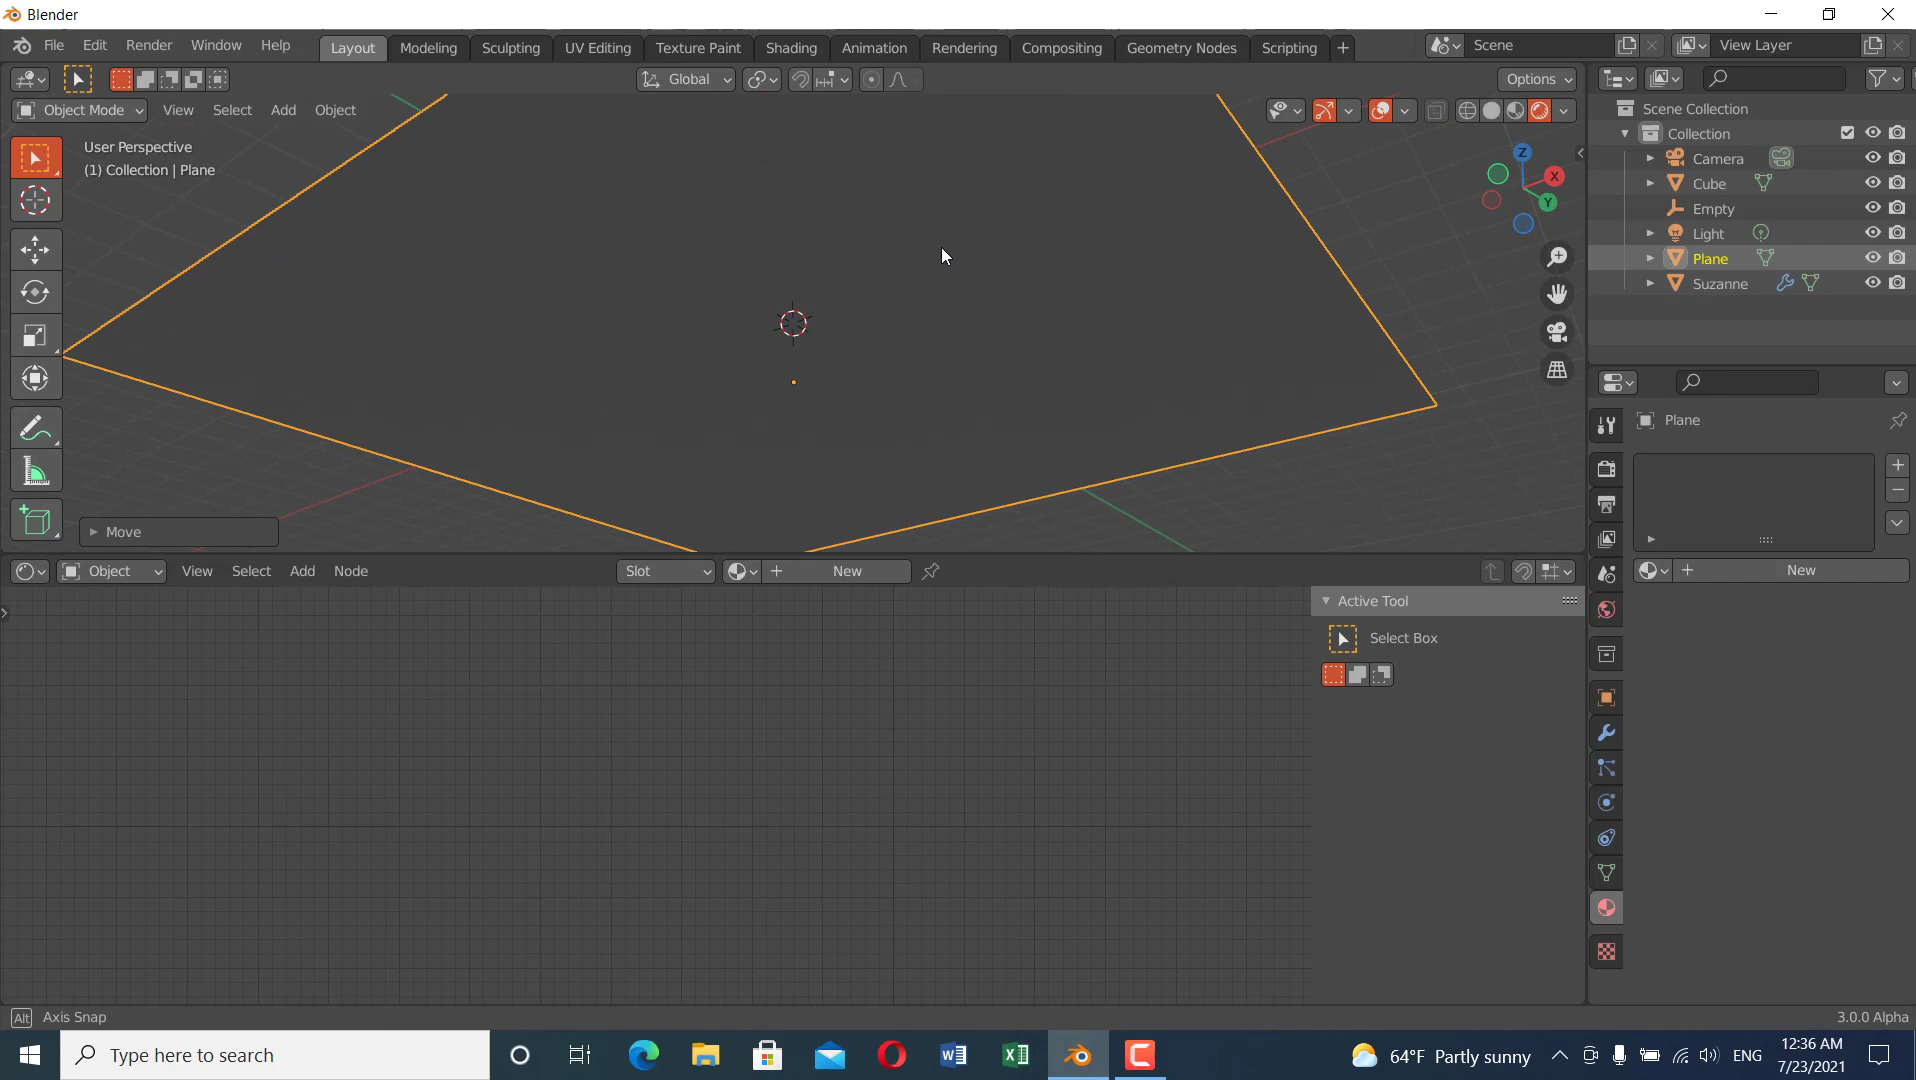 Blender
File Edit Render Window Help Layout Modeling Sculpting UV Editing Texture Paint Shading Animation Rendering Compositing Geometry Nodes Scripting + Scene View Layer
Global Options
Object Mode View Select Add Object
Scene Collection
User Perspective
(1) Collection | Plane
Z
X
Y
Collection
Camera
Cube
Empty
Light
Plane
Suzanne
Plane
Move
Object View Select Add Node Slot + New
+ New
Active Tool
Select Box
Alt Axis Snap
3.0.0 Alpha
Type here to search
64°F Partly sunny
ENG
12:36 AM
7/23/2021